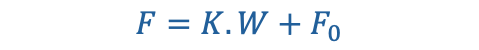 F = K.W + F₀